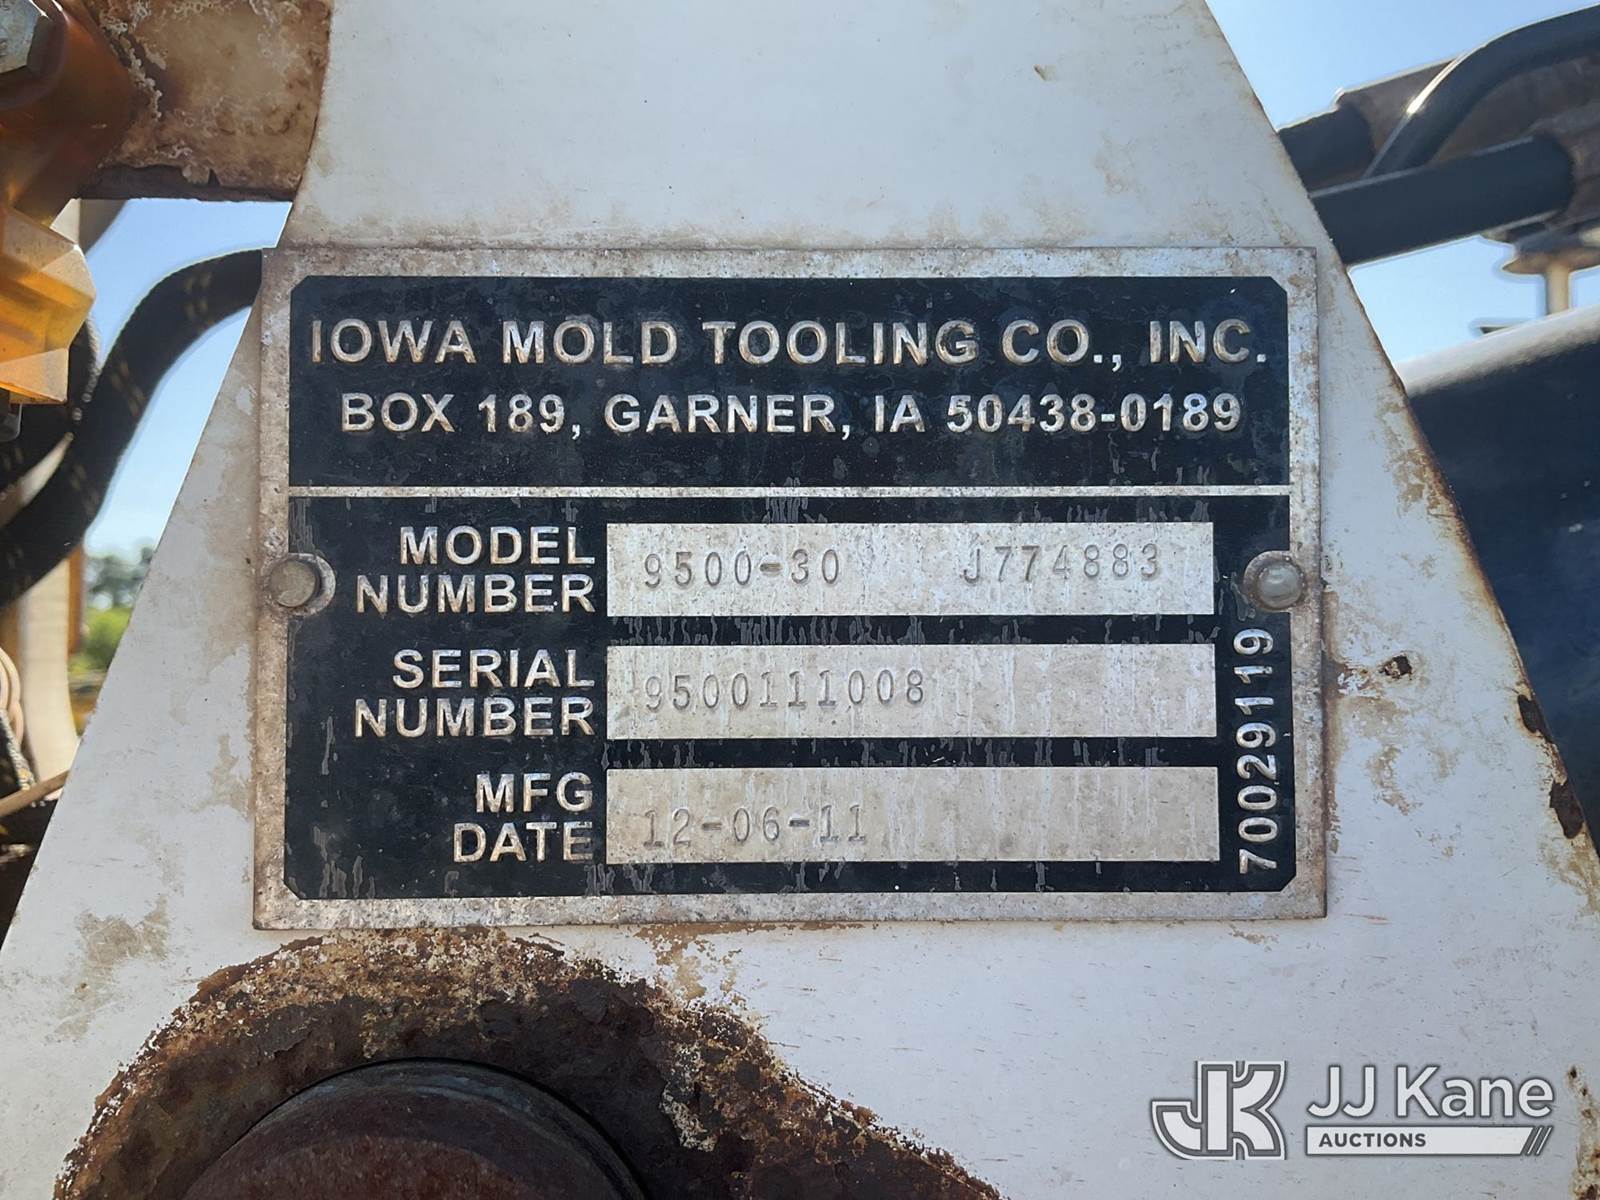 IOWA MOLD TOOLING CO., INC.
BOX 189, GARNER, IA 50438-0189
MODEL NUMBER 9500-30 J774883
SERIAL NUMBER 9500111008
MFG DATE 12-06-11
70029119
JK JJ Kane
AUCTIONS